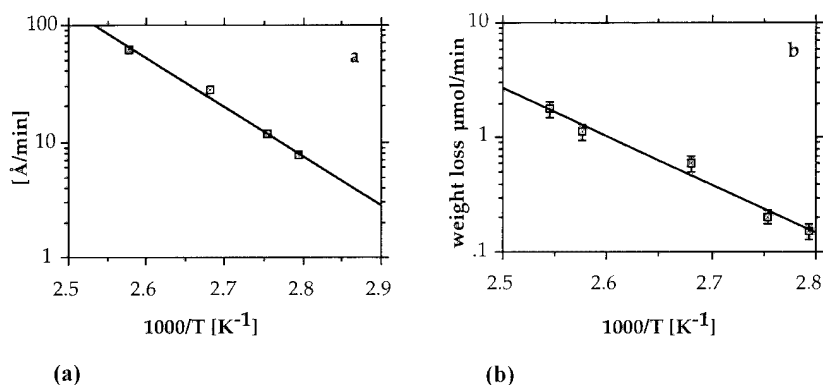 100
10
1
[Å/min]
a
2.5 2.6 2.7 2.8 2.9
1000/T [K⁻¹]
(a)
10
1
.1
weight loss µmol/min
b
2.5 2.6 2.7 2.8
1000/T [K⁻¹]
(b)